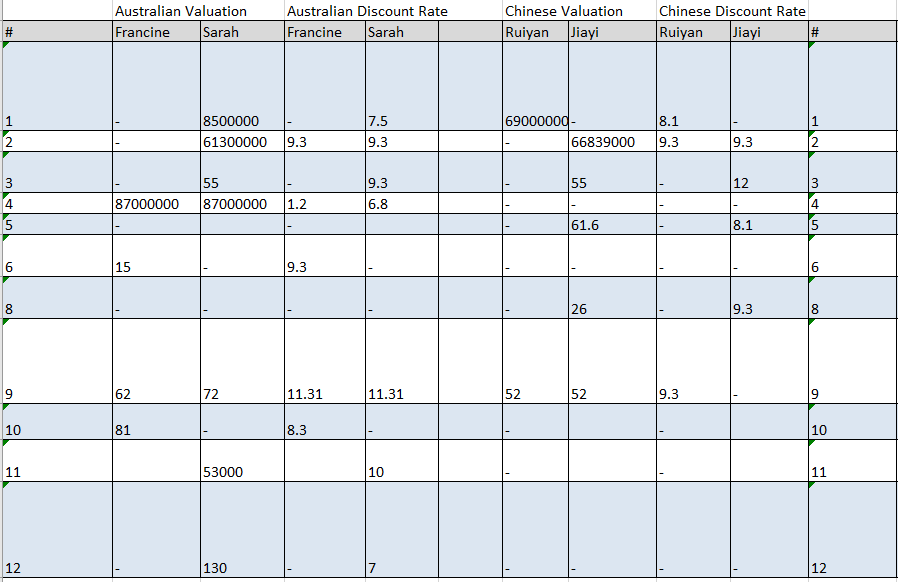 Australian Valuation Australian Discount Rate Chinese Valuation Chinese Discount Rate
# Francine Sarah Francine Sarah Ruiyan Jiayi Ruiyan Jiayi #
1 - 8500000 - 7.5 69000000 - 8.1 - 1
2 - 61300000 9.3 9.3 - 66839000 9.3 9.3 2
3 - 55 - 9.3 - 55 - 12 3
4 87000000 87000000 1.2 6.8 - - - - 4
5 - - - 61.6 - 8.1 5
6 15 - 9.3 - - - - - 6
8 - - - - - 26 - 9.3 8
9 62 72 11.31 11.31 52 52 9.3 - 9
10 81 - 8.3 - - - 10
11 53000 10 - - 11
12 - 130 - 7 - - - - 12